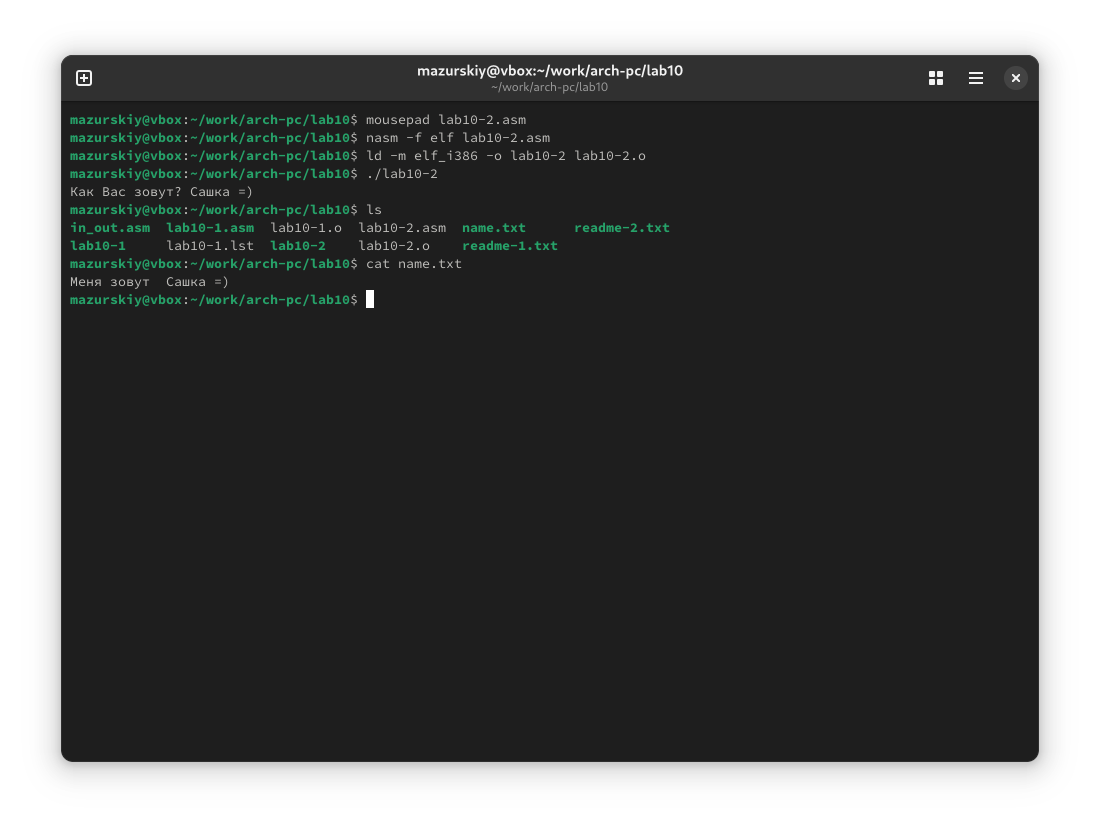 mazurskiy@vbox:~/work/arch-pc/lab10
~/work/arch-pc/lab10
mazurskiy@vbox:~/work/arch-pc/lab10$ mousepad lab10-2.asm
mazurskiy@vbox:~/work/arch-pc/lab10$ nasm -f elf lab10-2.asm
mazurskiy@vbox:~/work/arch-pc/lab10$ ld -m elf_i386 -o lab10-2 lab10-2.o
mazurskiy@vbox:~/work/arch-pc/lab10$ ./lab10-2
Как Вас зовут? Сашка =)
mazurskiy@vbox:~/work/arch-pc/lab10$ ls
in_out.asm  lab10-1.asm  lab10-1.o  lab10-2.asm  name.txt      readme-2.txt
lab10-1     lab10-1.lst  lab10-2    lab10-2.o    readme-1.txt
mazurskiy@vbox:~/work/arch-pc/lab10$ cat name.txt
Меня зовут  Сашка =)
mazurskiy@vbox:~/work/arch-pc/lab10$